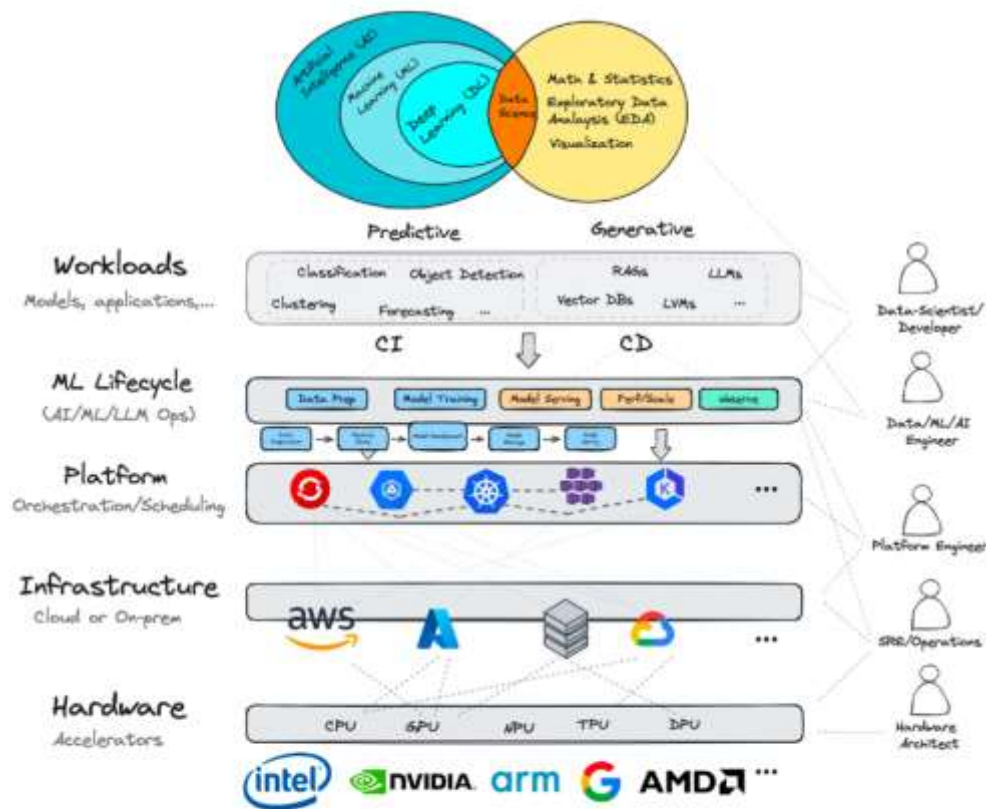 Artificial
Intelligence (AI)
Machine
Learning (ML)
Deep
Learning (DL)
Data
Science
Math & Statistics
Exploratory Data
Analaysis (EDA)
Visualization
Predictive
Generative
Workloads
Models, applications,...
Classification
Object Detection
Clustering
Forecasting
...
RAGs
LLMs
Vector DBs
LVMs
...
Data-Scientist/
Developer
CI
CD
ML Lifecycle
(AI/ML/LLM Ops)
Data Prep
Model Training
Model Serving
Perf/Scale
Observe
Data/ML/AI
Engineer
Platform
Orchestration/Scheduling
K
...
Platform Engineer
Infrastructure
Cloud or On-prem
aws
...
SRE/Operations
Hardware
Accelerators
CPU
GPU
NPU
TPU
DPU
Hardware
Architect
intel
NVIDIA.
arm
G
AMD
...